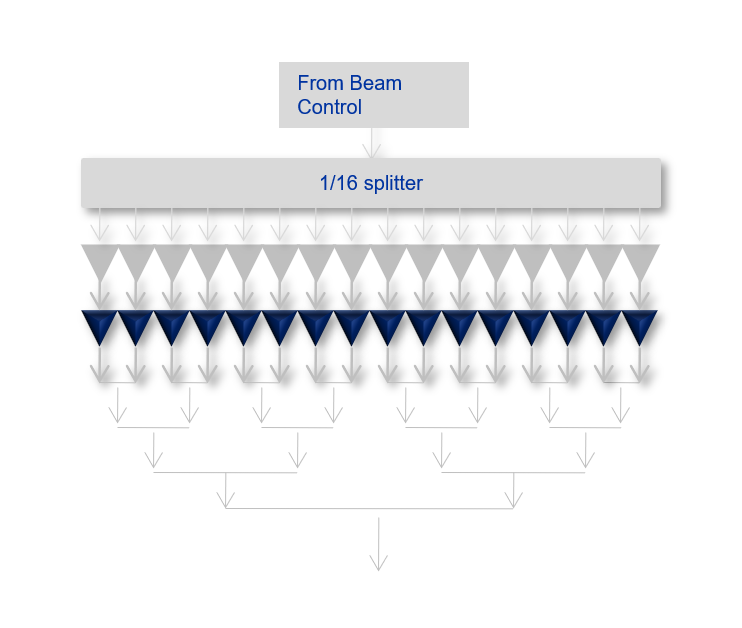 From Beam
Control
1/16 splitter